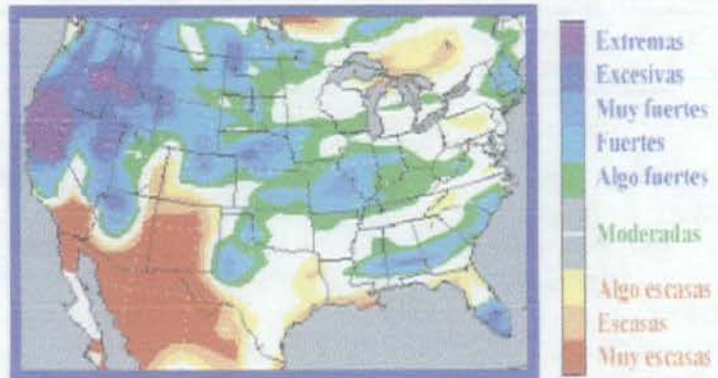 Extremas
Excesivas
Muy fuertes
Fuertes
Algo fuertes
Moderadas
Algo escasas
Escasas
Muy escasas